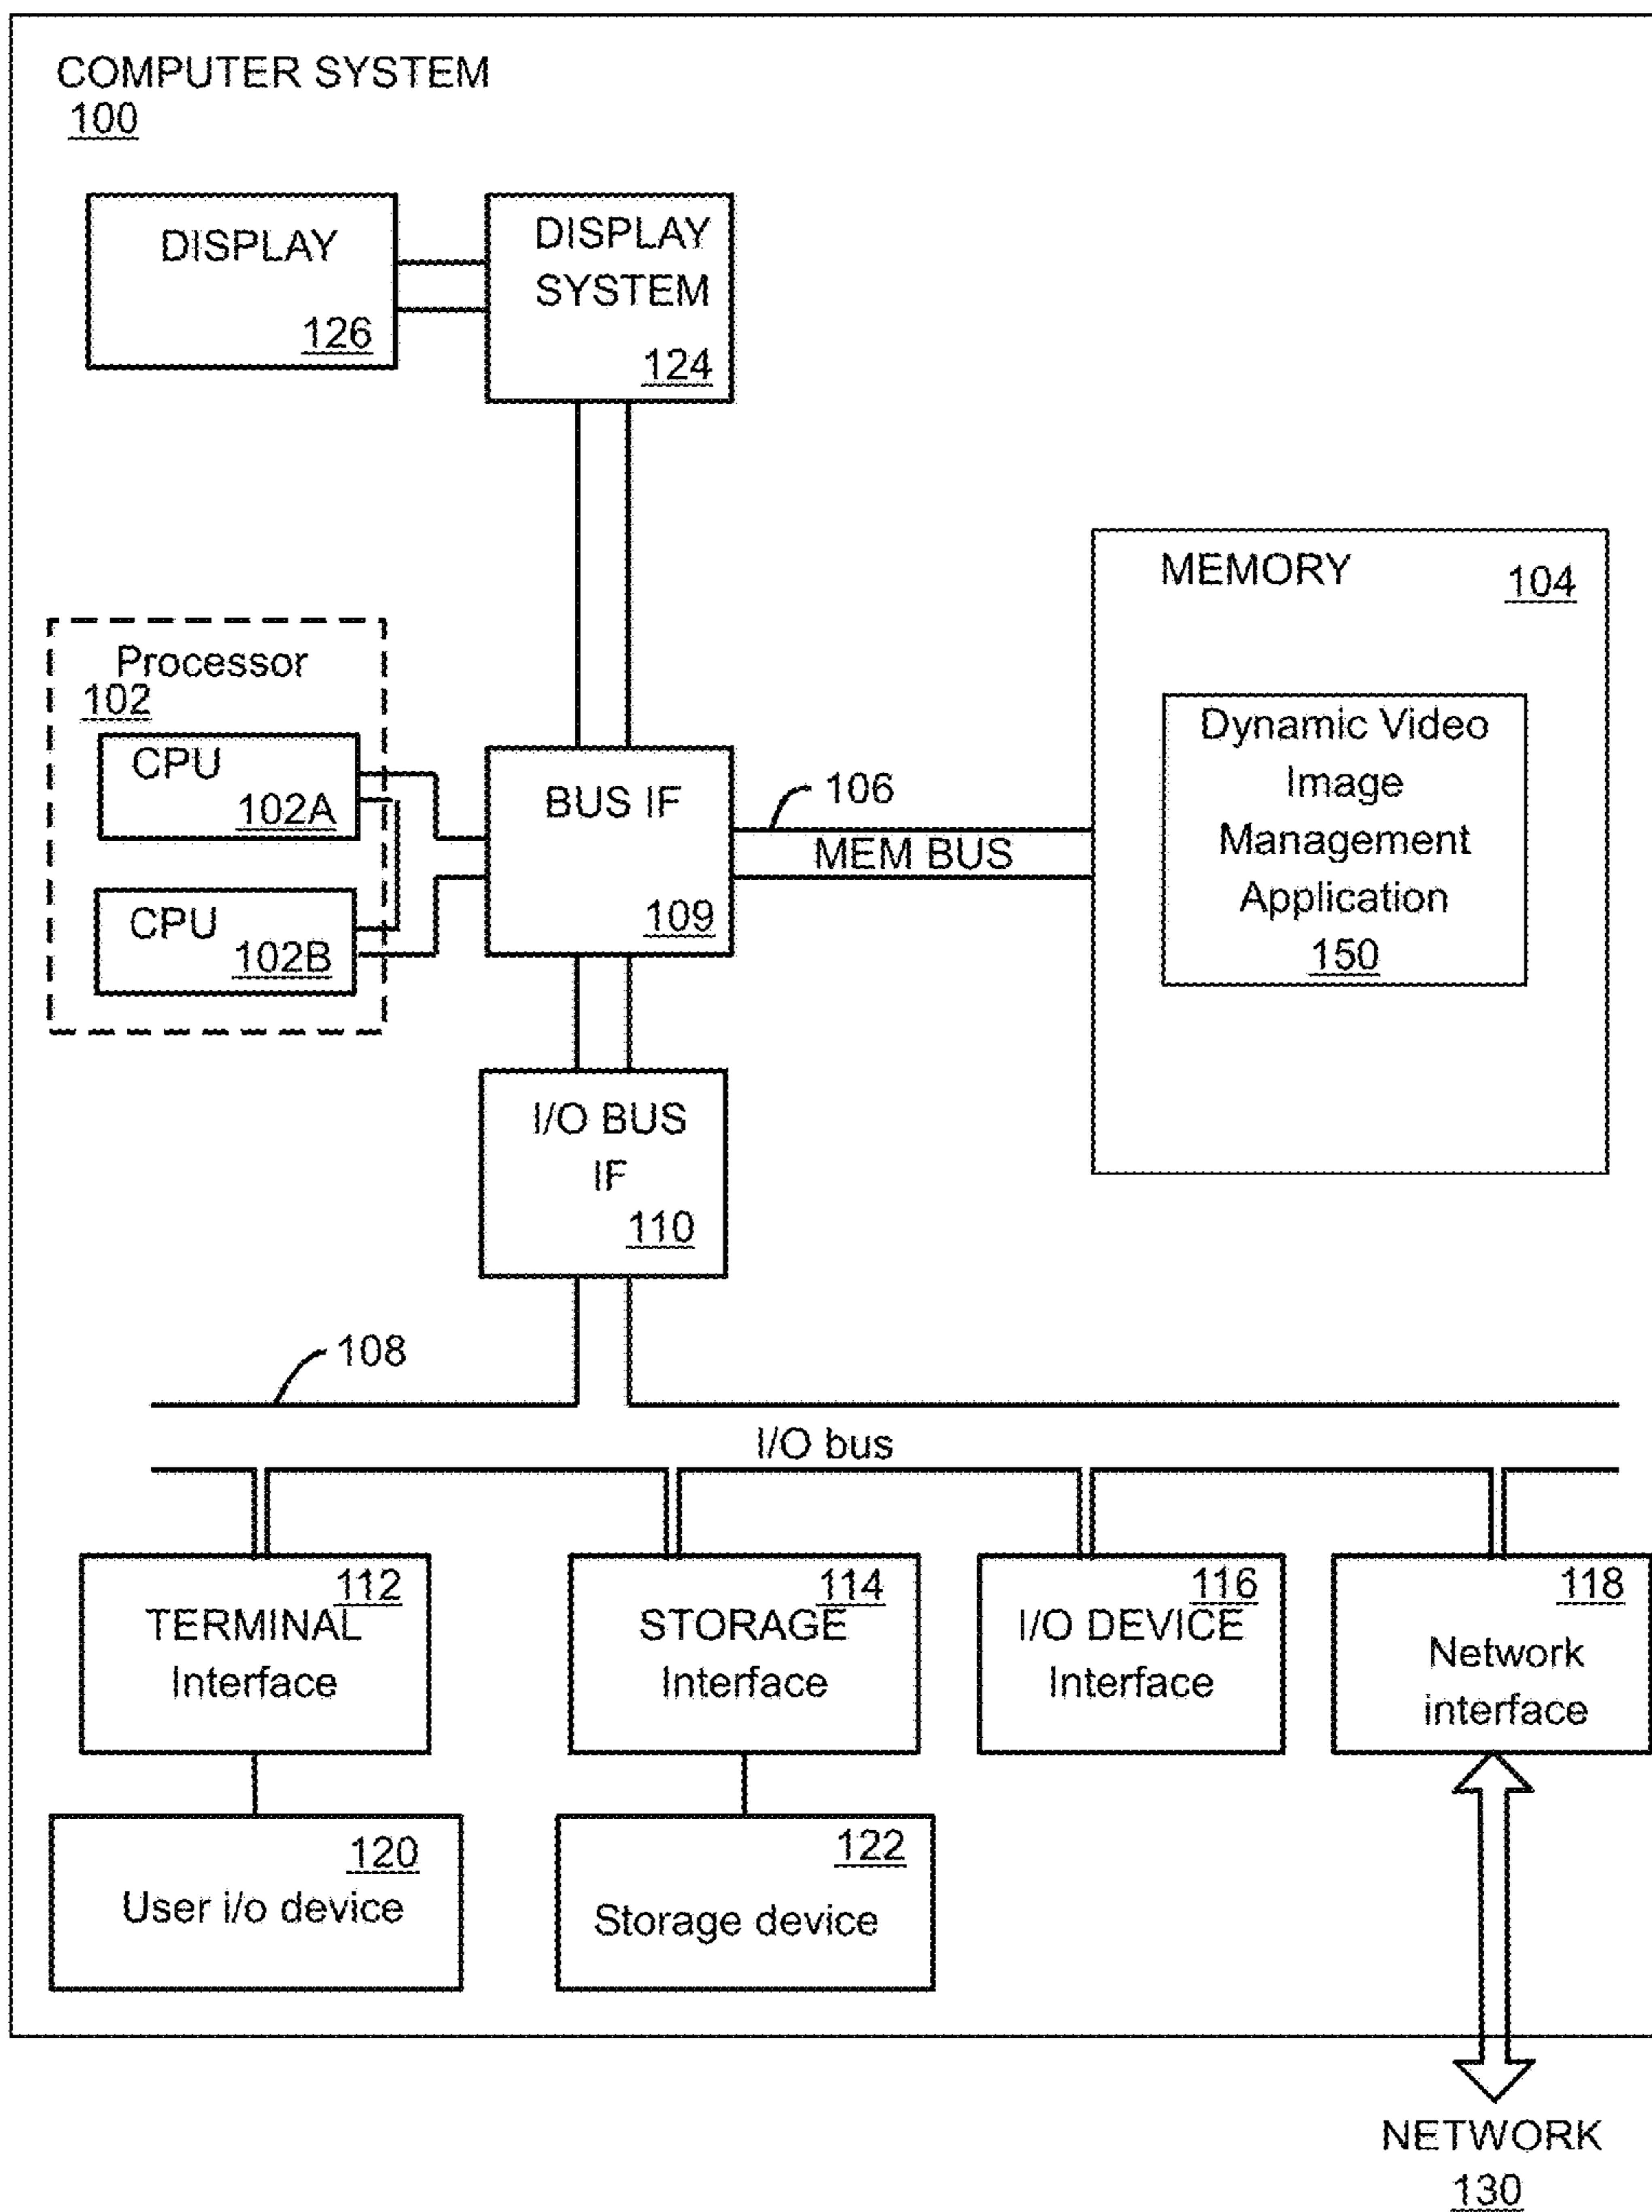 COMPUTER SYSTEM
100
DISPLAY
126
DISPLAY
SYSTEM
124
MEMORY
104
Processor
102
CPU
102A
CPU
102B
BUS IF
109
106
MEM BUS
Dynamic Video
Image
Management
Application
150
I/O BUS
IF
110
108
I/O bus
112
TERMINAL
Interface
114
STORAGE
Interface
116
I/O DEVICE
Interface
118
Network
interface
120
User i/o device
122
Storage device
NETWORK
130